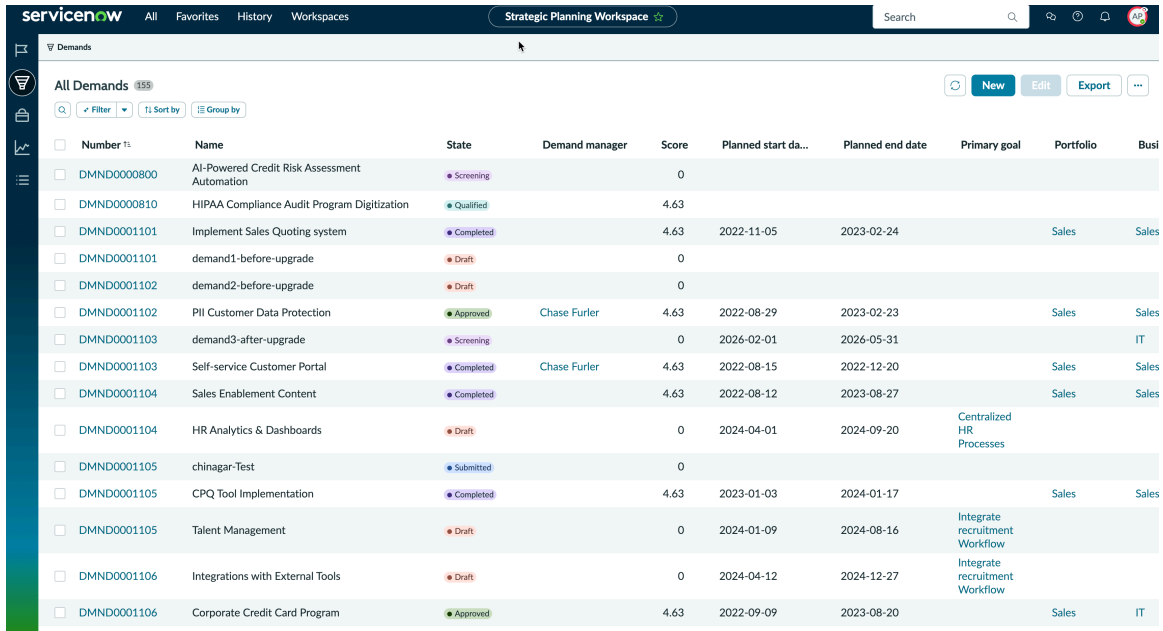 servicenow All Favorites History Workspaces Strategic Planning Workspace Search AP
Demands
All Demands 155 New Edit Export
Filter Sort by Group by
Number Name State Demand manager Score Planned start da... Planned end date Primary goal Portfolio Busi
DMND0000800 AI-Powered Credit Risk Assessment Automation Screening 0
DMND0000810 HIPAA Compliance Audit Program Digitization Qualified 4.63
DMND0001101 Implement Sales Quoting system Completed 4.63 2022-11-05 2023-02-24 Sales Sales
DMND0001101 demand1-before-upgrade Draft 0
DMND0001102 demand2-before-upgrade Draft 0
DMND0001102 PII Customer Data Protection Approved Chase Furler 4.63 2022-08-29 2023-02-23 Sales Sales
DMND0001103 demand3-after-upgrade Screening 0 2026-02-01 2026-05-31 IT
DMND0001103 Self-service Customer Portal Completed Chase Furler 4.63 2022-08-15 2022-12-20 Sales Sales
DMND0001104 Sales Enablement Content Completed 4.63 2022-08-12 2023-08-27 Sales Sales
DMND0001104 HR Analytics & Dashboards Draft 0 2024-04-01 2024-09-20 Centralized HR Processes
DMND0001105 chinagar-Test Submitted 0
DMND0001105 CPQ Tool Implementation Completed 4.63 2023-01-03 2024-01-17 Sales Sales
DMND0001105 Talent Management Draft 0 2024-01-09 2024-08-16 Integrate recruitment Workflow
DMND0001106 Integrations with External Tools Draft 0 2024-04-12 2024-12-27 Integrate recruitment Workflow
DMND0001106 Corporate Credit Card Program Approved 4.63 2022-09-09 2023-08-20 Sales IT